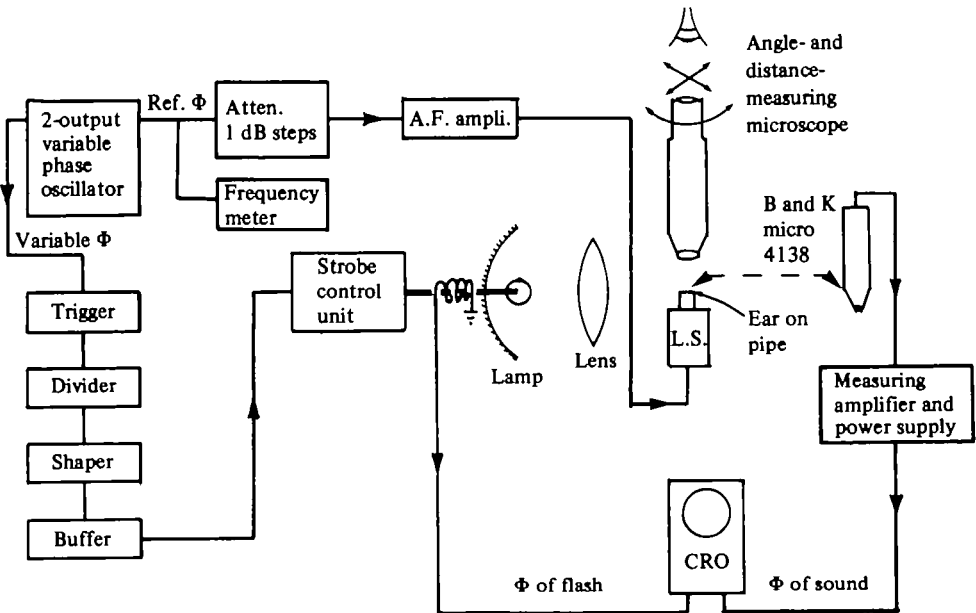 2-output
variable
phase
oscillator
Ref. Φ
Atten.
1 dB steps
A.F. ampli.
Frequency
meter
Angle- and
distance-
measuring
microscope
Variable Φ
Trigger
Divider
Shaper
Buffer
Strobe
control
unit
Lamp
Lens
L.S.
Ear on
pipe
B and K
micro
4138
Measuring
amplifier and
power supply
CRO
Φ of flash
Φ of sound